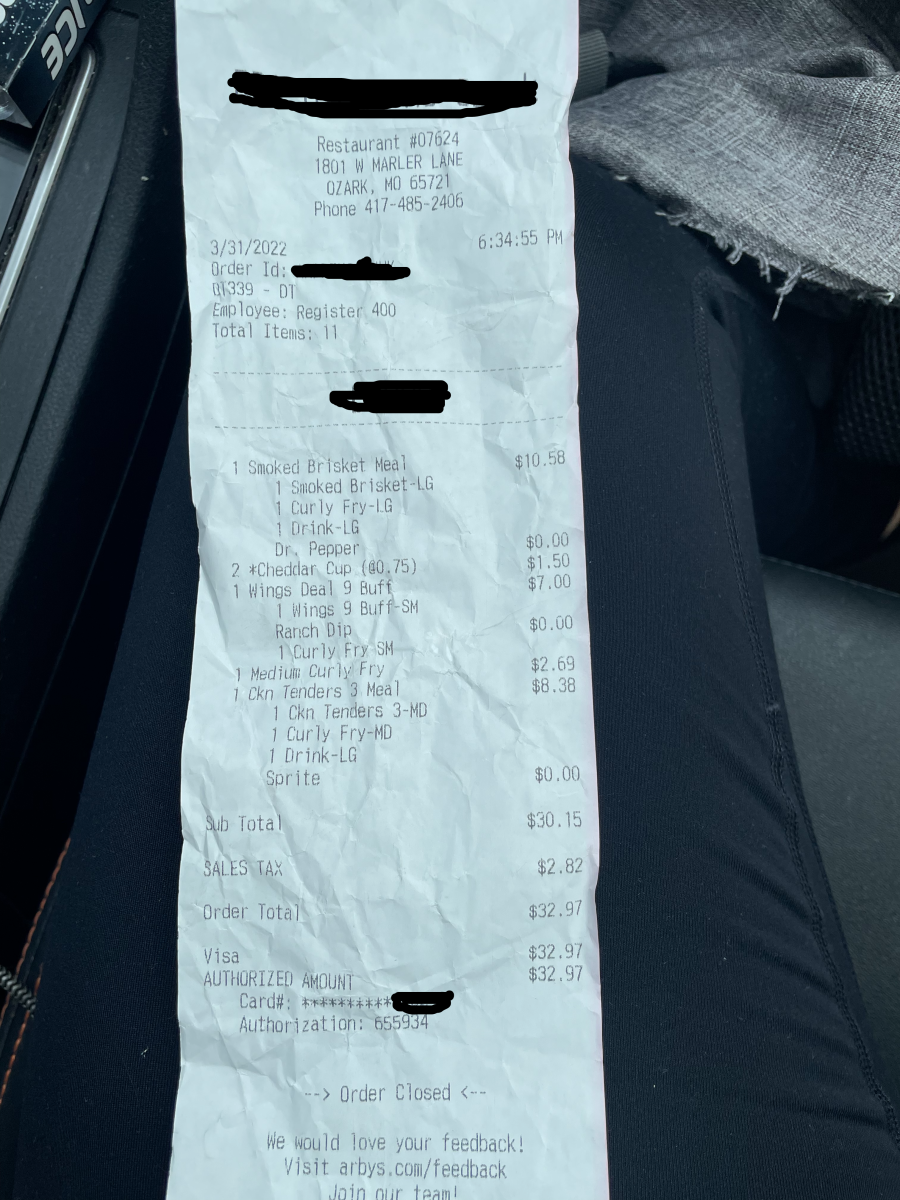 ICE
Restaurant #07624
1801 W MARLER LANE
OZARK, MO 65721
Phone 417-485-2406
3/31/2022 6:34:55 PM
Order Id:
- DT
Employee: Register 400
Total Items: 11
1 Smoked Brisket Meal $10.58
1 Smoked Brisket-LG
1 Curly Fry-LG
1 Drink-LG
Dr. Pepper $0.00
2 *Cheddar Cup (@0.75) $1.50
1 Wings Deal 9 Buff $7.00
1 Wings 9 Buff-SM
Ranch Dip $0.00
1 Curly Fry SM
1 Medium Curly Fry $2.69
1 Ckn Tenders 3 Meal $8.38
1 Ckn Tenders 3-MD
1 Curly Fry-MD
1 Drink-LG
Sprite $0.00
Sub Total $30.15
SALES TAX $2.82
Order Total $32.97
Visa $32.97
AUTHORIZED AMOUNT $32.97
Card#: **********
Authorization: 655934
--> Order Closed <--
We would love your feedback!
Visit arbys.com/feedback
Join our team!